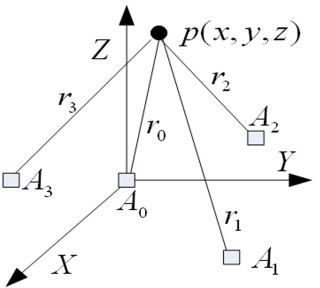 p(x, y, z)
Z
r₂
r₃
r₀
A₂
Y
A₃
A₀
r₁
X
A₁